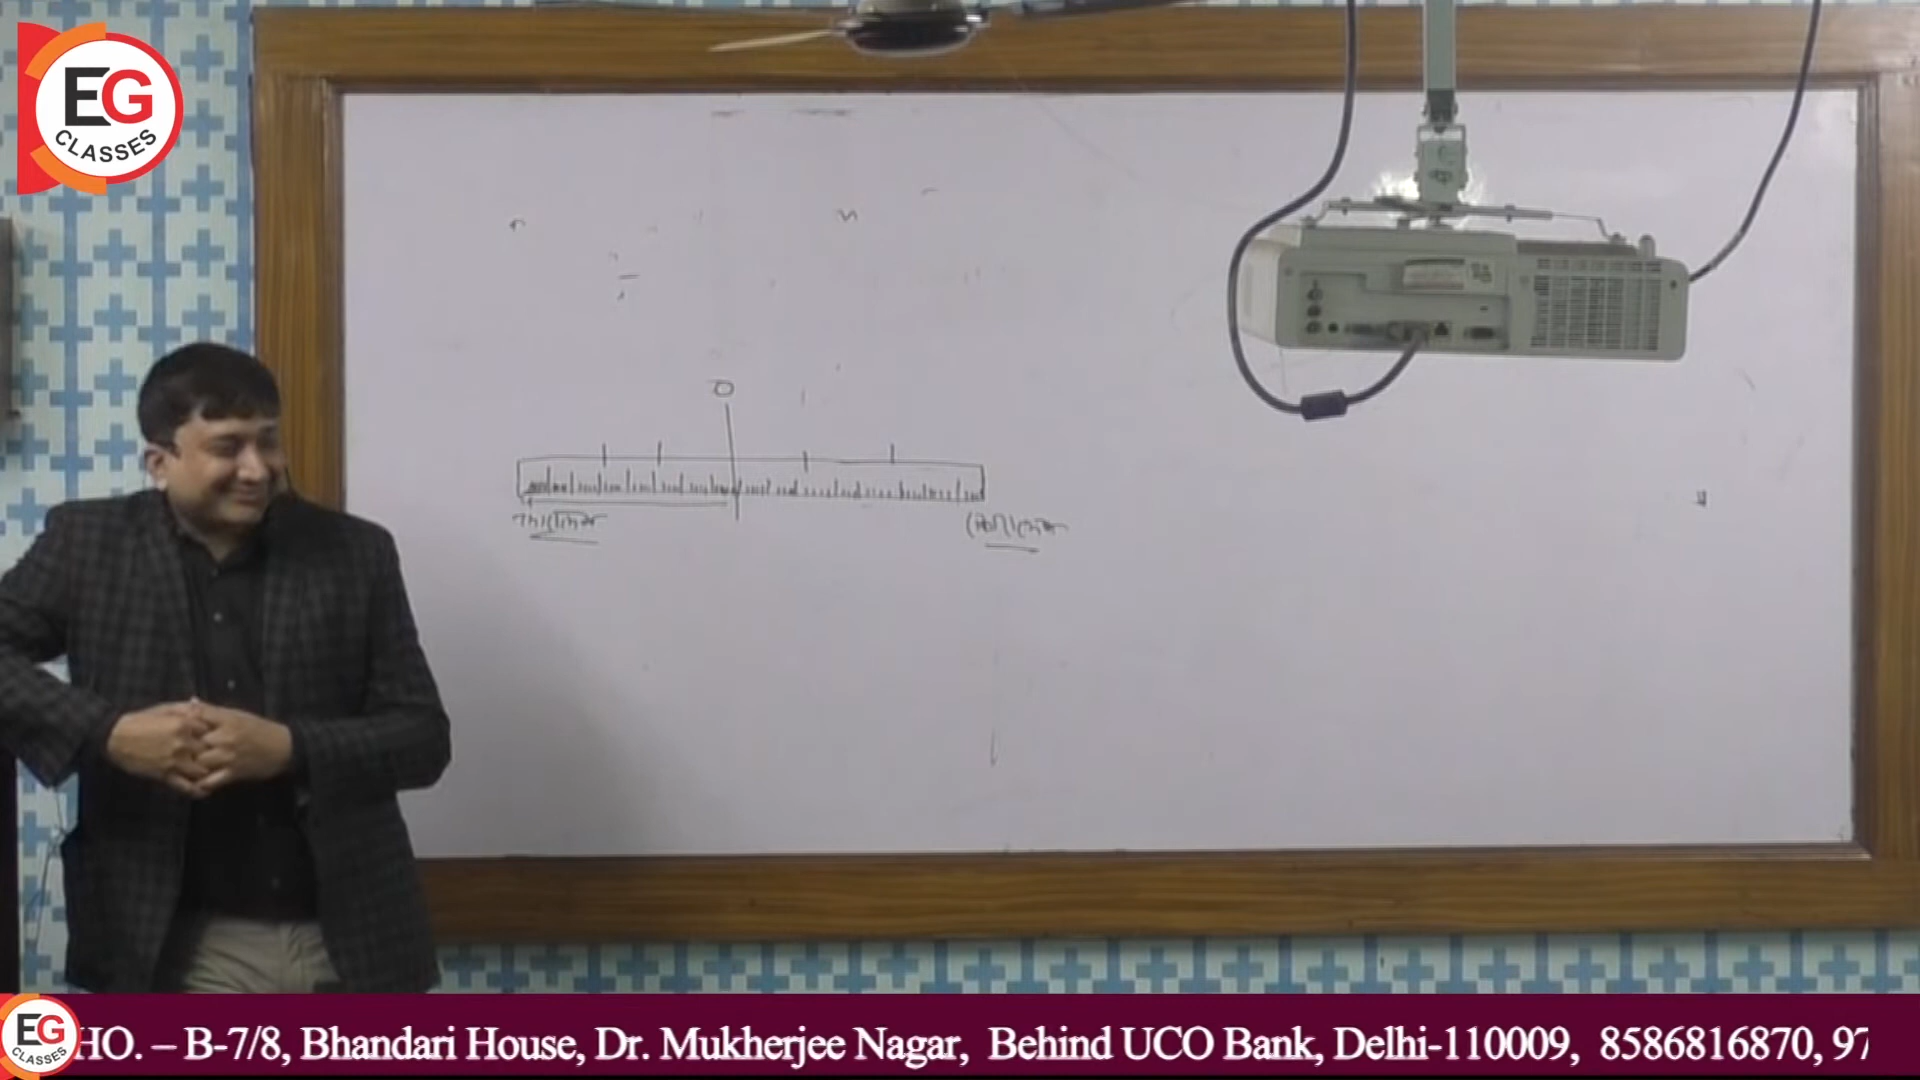 EG
CLASSES
0
EG
CLASSES
HO. – B-7/8, Bhandari House, Dr. Mukherjee Nagar, Behind UCO Bank, Delhi-110009, 8586816870, 97